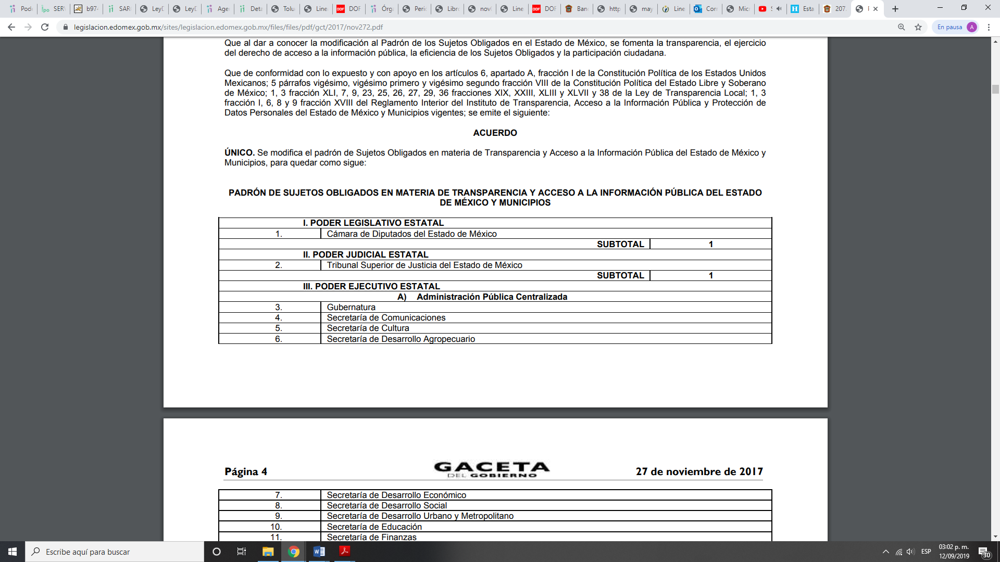 Pode
SER
b974
SAR
LeyD
LeyD
Age
Deta
Tolu
Line
DOF
DOF
Órga
Peric
Libro
nov
Line
DOF
DOF
Banc
http
may
Line
Corr
Micr
S
H
Esta
207
legislacion.edomex.gob.mx/sites/legislacion.edomex.gob.mx/files/files/pdf/gct/2017/nov272.pdf
En pausa
A
Que al dar a conocer la modificación al Padrón de los Sujetos Obligados en el Estado de México, se fomenta la transparencia, el ejercicio
del derecho de acceso a la información pública, la eficiencia de los Sujetos Obligados y la participación ciudadana.
Que de conformidad con lo expuesto y con apoyo en los artículos 6, apartado A, fracción I de la Constitución Política de los Estados Unidos
Mexicanos; 5 párrafos vigésimo, vigésimo primero y vigésimo segundo fracción VIII de la Constitución Política del Estado Libre y Soberano
de México; 1, 3 fracción XLI, 7, 9, 23, 25, 26, 27, 29, 36 fracciones XIX, XXIII, XLIII y XLVII y 38 de la Ley de Transparencia Local; 1, 3
fracción I, 6, 8 y 9 fracción XVIII del Reglamento Interior del Instituto de Transparencia, Acceso a la Información Pública y Protección de
Datos Personales del Estado de México y Municipios vigentes; se emite el siguiente:
ACUERDO
ÚNICO. Se modifica el padrón de Sujetos Obligados en materia de Transparencia y Acceso a la Información Pública del Estado de México y
Municipios, para quedar como sigue:
PADRÓN DE SUJETOS OBLIGADOS EN MATERIA DE TRANSPARENCIA Y ACCESO A LA INFORMACIÓN PÚBLICA DEL ESTADO
DE MÉXICO Y MUNICIPIOS
I. PODER LEGISLATIVO ESTATAL
1. Cámara de Diputados del Estado de México
SUBTOTAL 1
II. PODER JUDICIAL ESTATAL
2. Tribunal Superior de Justicia del Estado de México
SUBTOTAL 1
III. PODER EJECUTIVO ESTATAL
A) Administración Pública Centralizada
3. Gubernatura
4. Secretaría de Comunicaciones
5. Secretaría de Cultura
6. Secretaría de Desarrollo Agropecuario
Página 4
GACETA
DEL GOBIERNO
27 de noviembre de 2017
7. Secretaría de Desarrollo Económico
8. Secretaría de Desarrollo Social
9. Secretaría de Desarrollo Urbano y Metropolitano
10. Secretaría de Educación
11. Secretaría de Finanzas
Escribe aquí para buscar
ESP
03:02 p. m.
12/09/2019
30